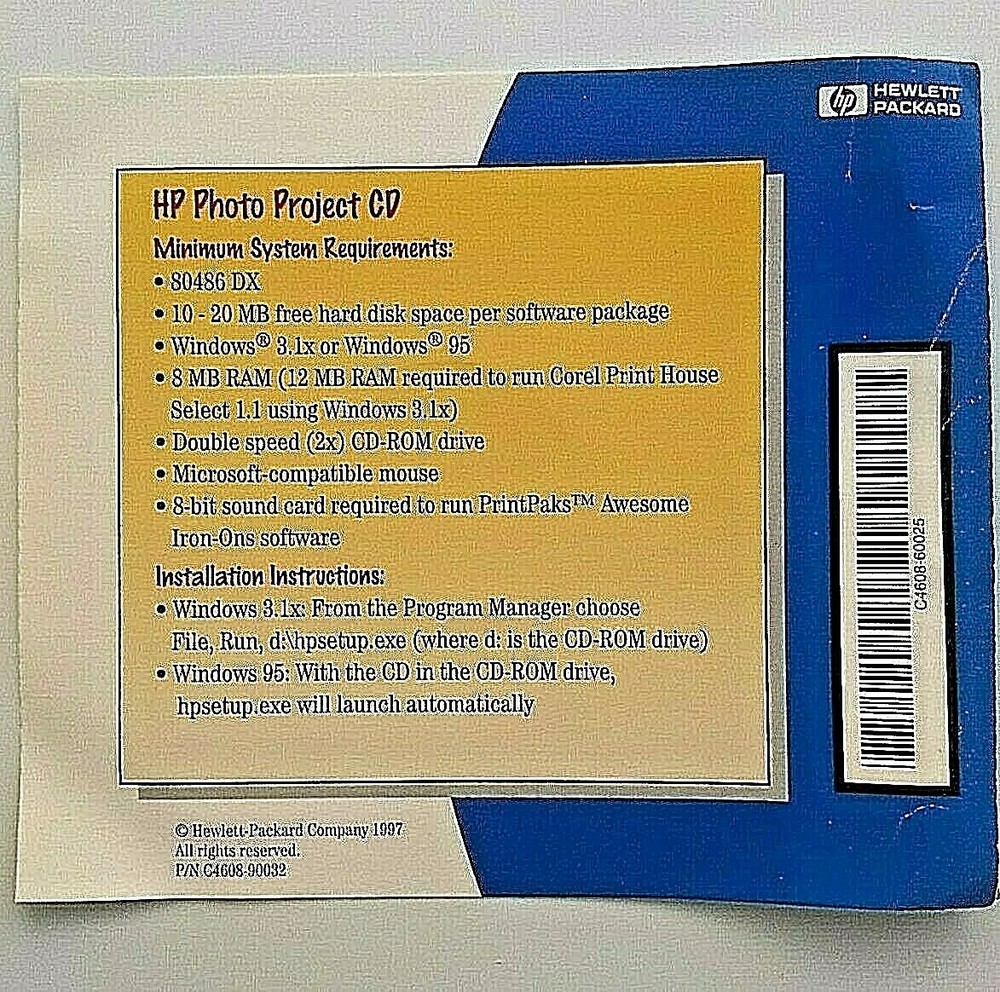 hp HEWLETT
PACKARD
HP Photo Project CD
Minimum System Requirements:
• 80486 DX
• 10 - 20 MB free hard disk space per software package
• Windows® 3.1x or Windows® 95
• 8 MB RAM (12 MB RAM required to run Corel Print House
Select 1.1 using Windows 3.1x)
• Double speed (2x) CD-ROM drive
• Microsoft-compatible mouse
• 8-bit sound card required to run PrintPaks™ Awesome
Iron-Ons software
Installation Instructions:
• Windows 3.1x: From the Program Manager choose
File, Run, d:\hpsetup.exe (where d: is the CD-ROM drive)
• Windows 95: With the CD in the CD-ROM drive,
hpsetup.exe will launch automatically
C4608-60025
© Hewlett-Packard Company 1997
All rights reserved.
P/N C4608-90032